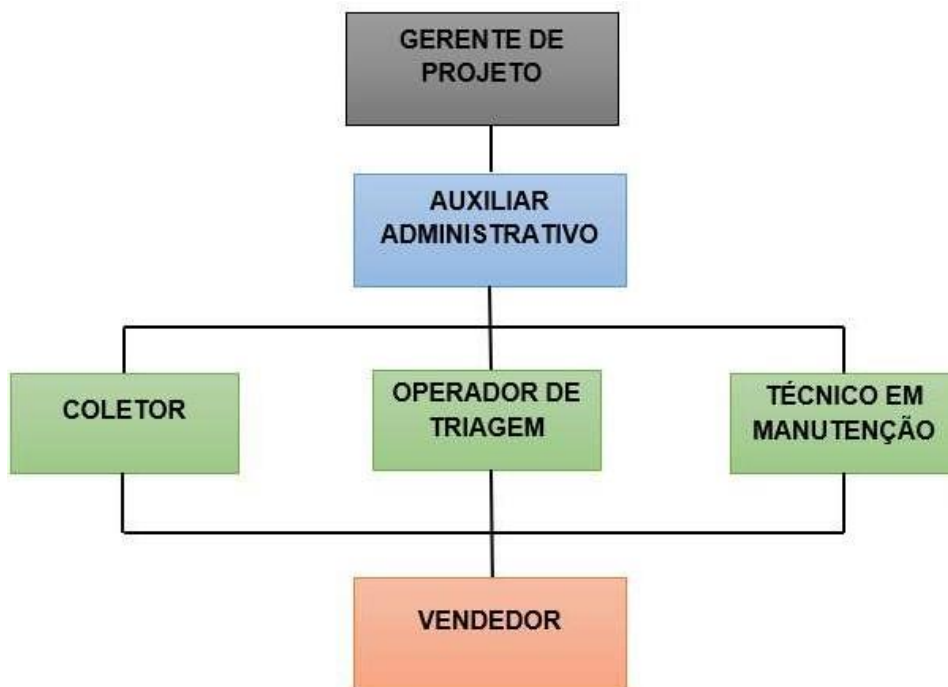 GERENTE DE
PROJETO
AUXILIAR
ADMINISTRATIVO
COLETOR
OPERADOR DE
TRIAGEM
TÉCNICO EM
MANUTENÇÃO
VENDEDOR